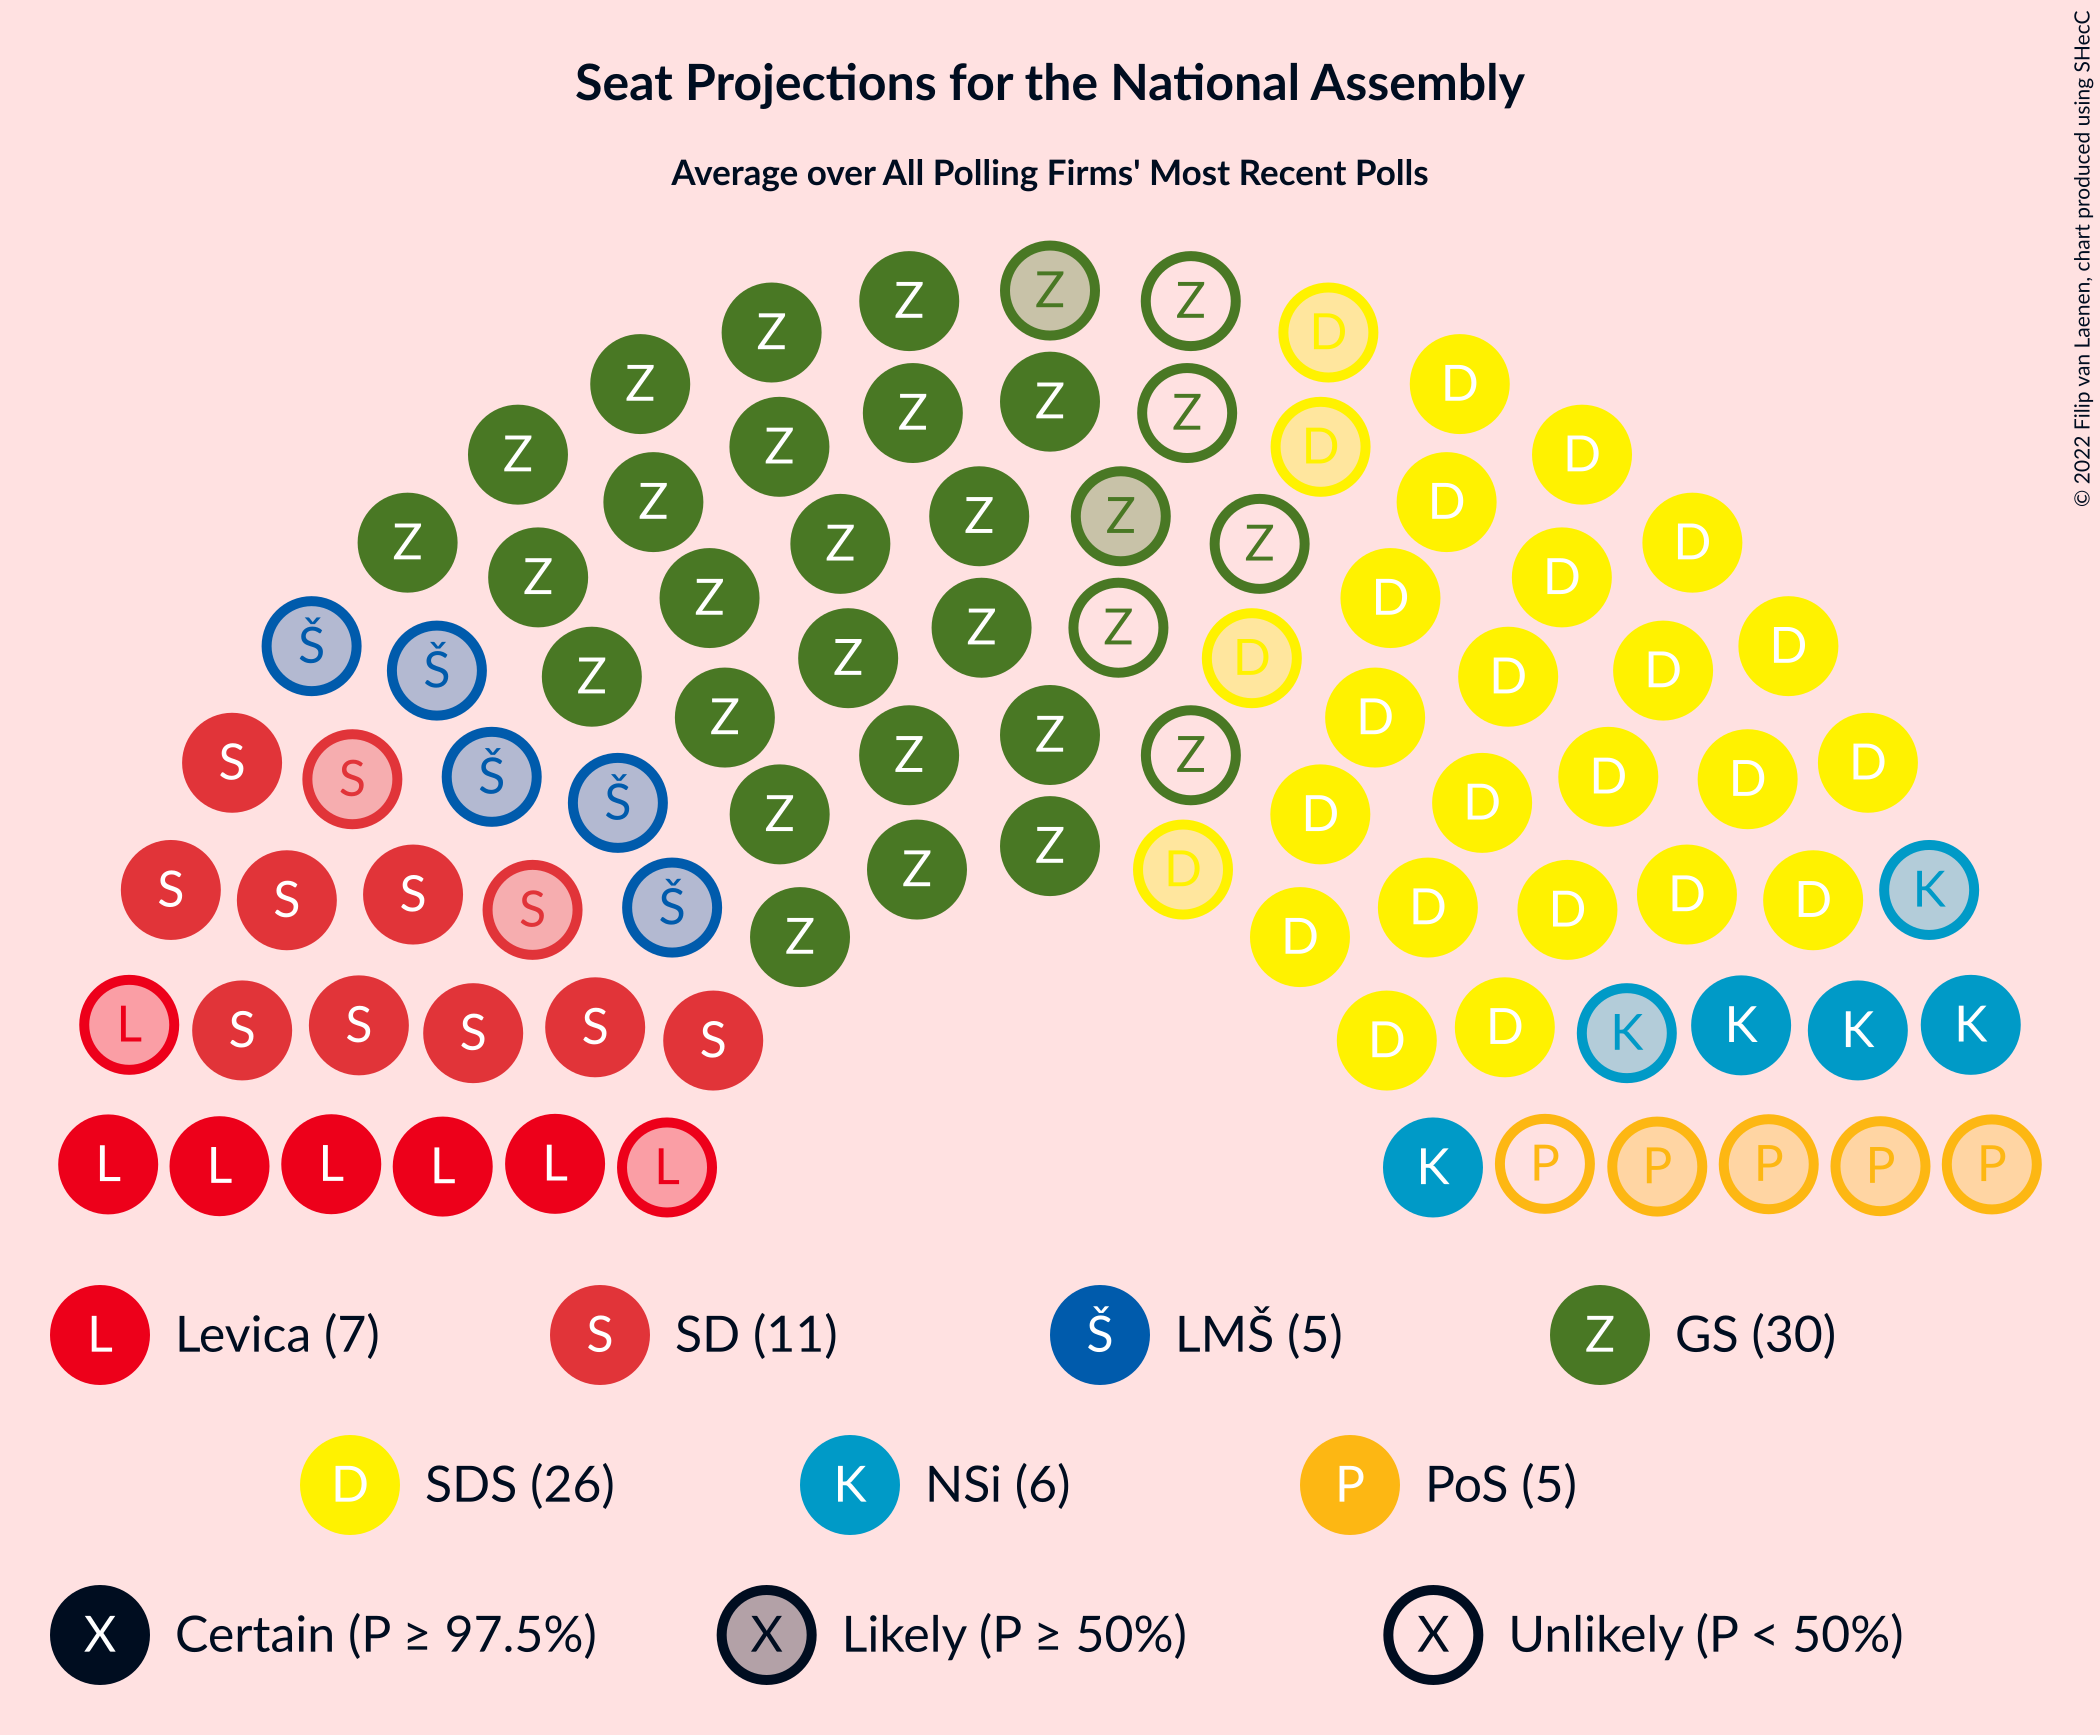 Seat Projections for the National Assembly
Average over All Polling Firms' Most Recent Polls
© 2022 Filip van Laenen, chart produced using SHecC
Z Z Z
Z Z D
Z Z Z Z D
Z Z D D
Z Z Z D
Z Z Z D
Z Z D D
Z Z D D
Z Z Z D
Š Z D
Š Z D D
Z D
Z Z Z
S Š D D
S Š D D
Z D
Z Z D
S S S S Š Z D D D D D K
Z D
L S S S S S D D K K K K
L L L L L L K P P P P P
L Levica (7) S SD (11) Š LMŠ (5) Z GS (30)
D SDS (26) K NSi (6) P PoS (5)
X Certain (P ≥ 97.5%) X Likely (P ≥ 50%) X Unlikely (P < 50%)